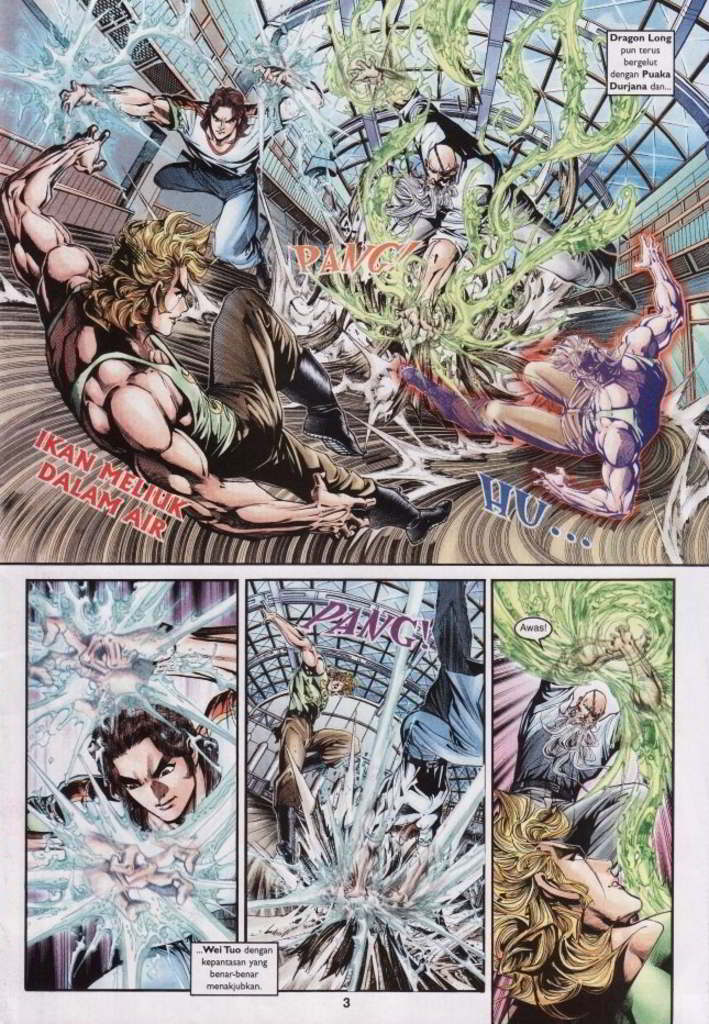 Dragon Long
pun terus
bergelut
dengan Puaka
Durjana dan...
PANG!
IKAN MELIUK
DALAM AIR
HU...
PANG!!
Awas!
...Wei Tuo dengan
kepantasan yang
benar-benar
menakjubkan.
3